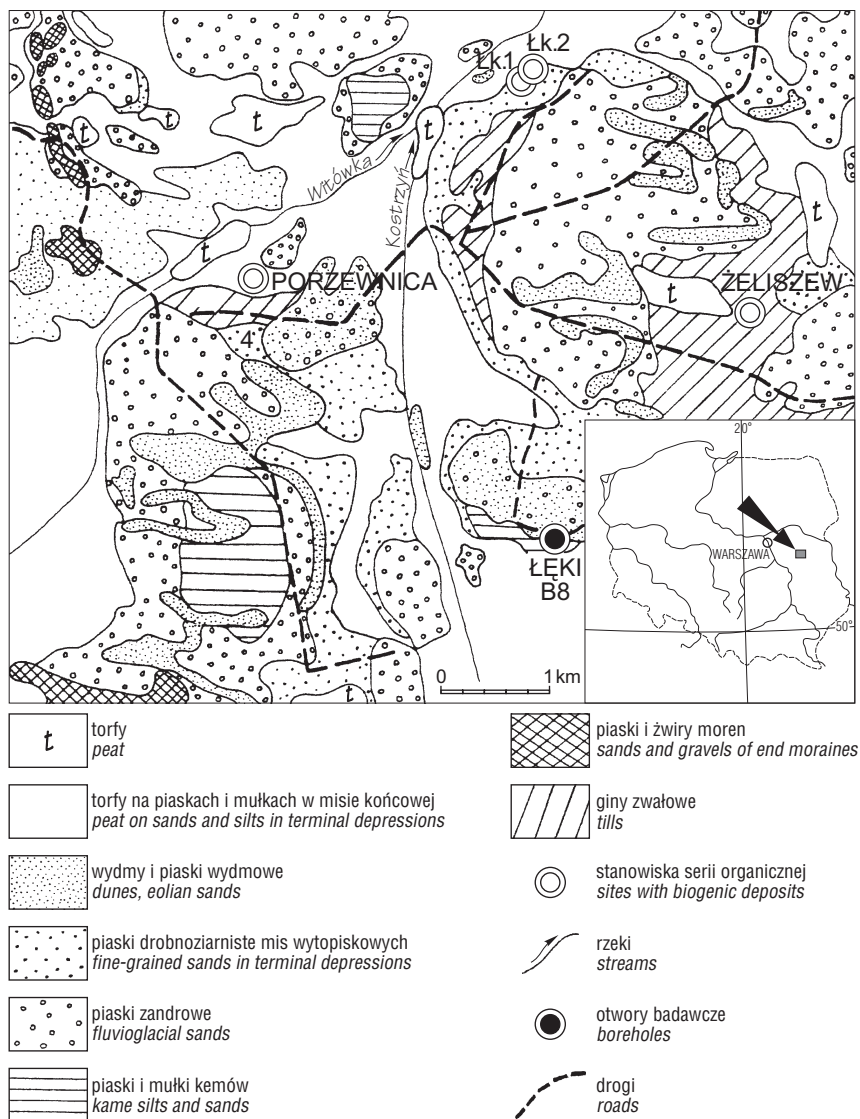 Łk.1
Łk.2
t
t
t
t
Witówka
Kostrzyń
t
t
t
PORZEWNICA
ŻELISZEW
4
20°
WARSZAWA
50°
ŁĘKI
B8
t
0
1 km
t
torfy
peat
torfy na piaskach i mułkach w misie końcowej
peat on sands and silts in terminal depressions
wydmy i piaski wydmowe
dunes, eolian sands
piaski drobnoziarniste mis wytopiskowych
fine-grained sands in terminal depressions
piaski zandrowe
fluvioglacial sands
piaski i mułki kemów
kame silts and sands
piaski i żwiry moren
sands and gravels of end moraines
giny zwałowe
tills
stanowiska serii organicznej
sites with biogenic deposits
rzeki
streams
otwory badawcze
boreholes
drogi
roads